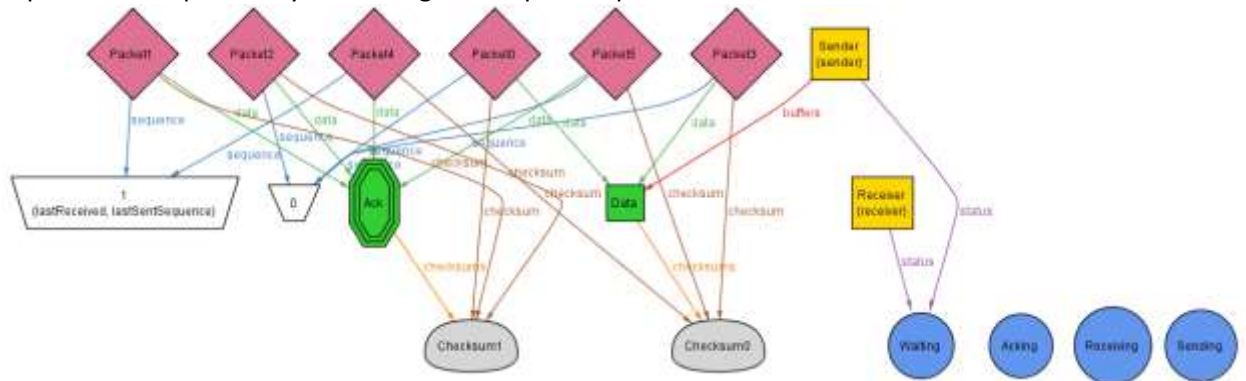 Packet1
Packet2
Packet4
Packet0
Packet5
Packet3
Sender
(sender)
data
data
data
data
data
data
buffers
sequence
sequence
sequence
sequence
sequence
checksum
checksum
checksum
checksum
checksum
checksum
1
(lastReceived, lastSentSequence)
0
Ack
Data
Receiver
(receiver)
status
status
checksums
checksums
Checksum1
Checksum0
Waiting
Acking
Receiving
Sending